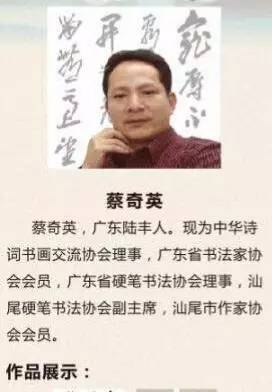 蔡奇英
蔡奇英，广东陆丰人。现为中华诗
词书画交流协会理事，广东省书法家协
会会员，广东省硬笔书法协会理事，汕
尾硬笔书法协会副主席，汕尾市作家协
会会员。
作品展示：